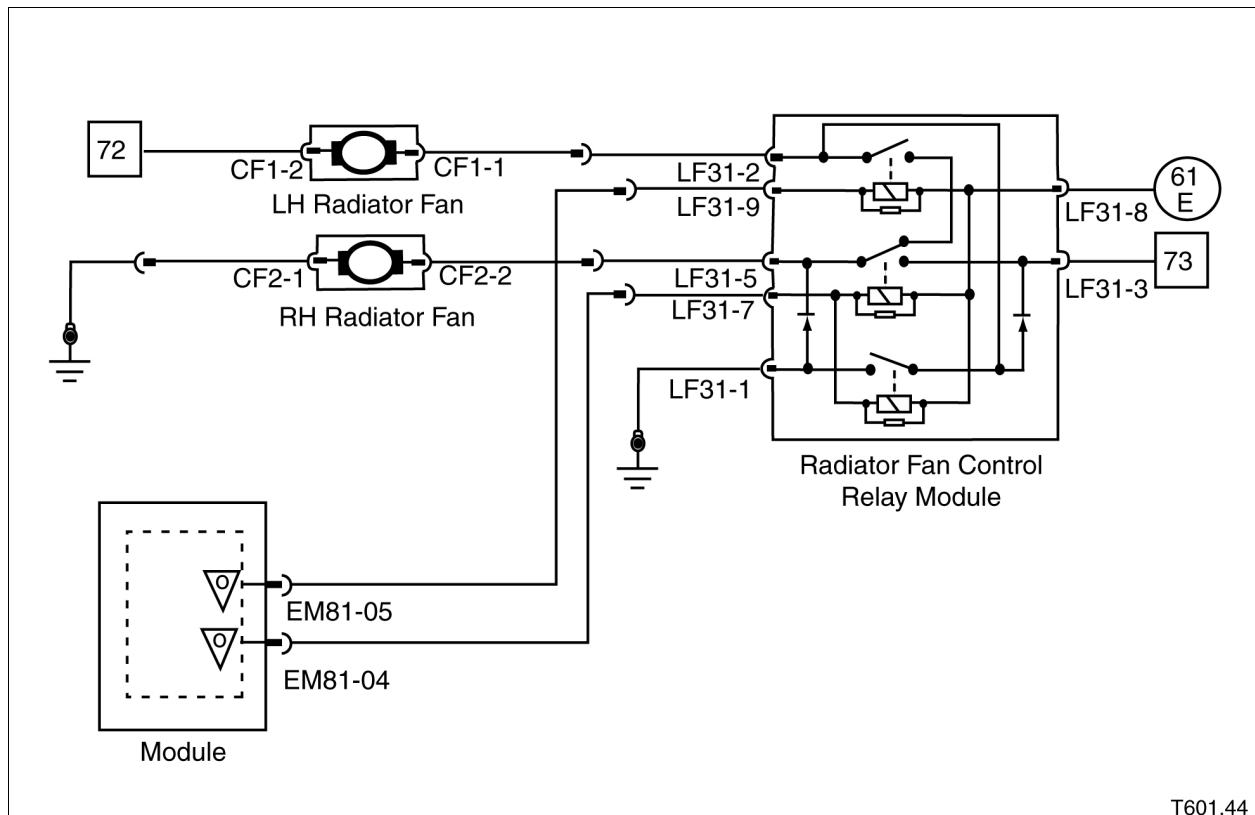 72
CF1-2
CF1-1
LH Radiator Fan
LF31-2
LF31-9
61
E
LF31-8
CF2-1
CF2-2
RH Radiator Fan
LF31-5
LF31-7
73
LF31-3
LF31-1
Radiator Fan Control
Relay Module
O
EM81-05
O
EM81-04
Module
T601.44